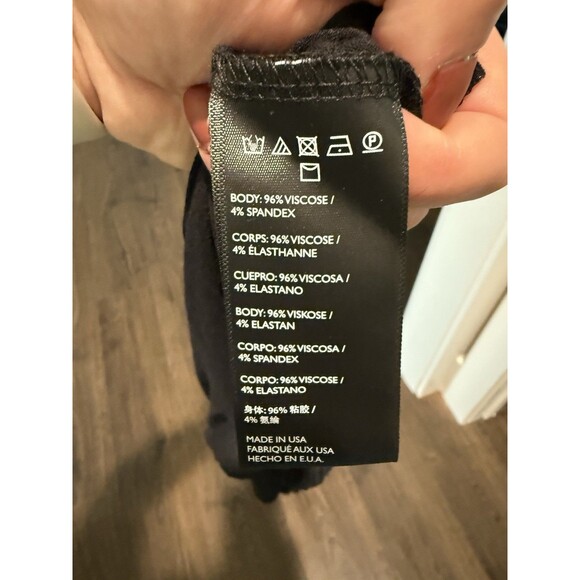 BODY: 96% VISCOSE /
4% SPANDEX
CORPS: 96% VISCOSE /
4% ÉLASTHANNE
CUEPRO: 96% VISCOSA /
4% ELASTANO
BODY: 96% VISKOSE /
4% ELASTAN
CORPO: 96% VISCOSA /
4% SPANDEX
CORPO: 96% VISCOSE /
4% ELASTANO
身体: 96% 粘胶 /
4% 氨纶
MADE IN USA
FABRIQUÉ AUX USA
HECHO EN E.U.A.